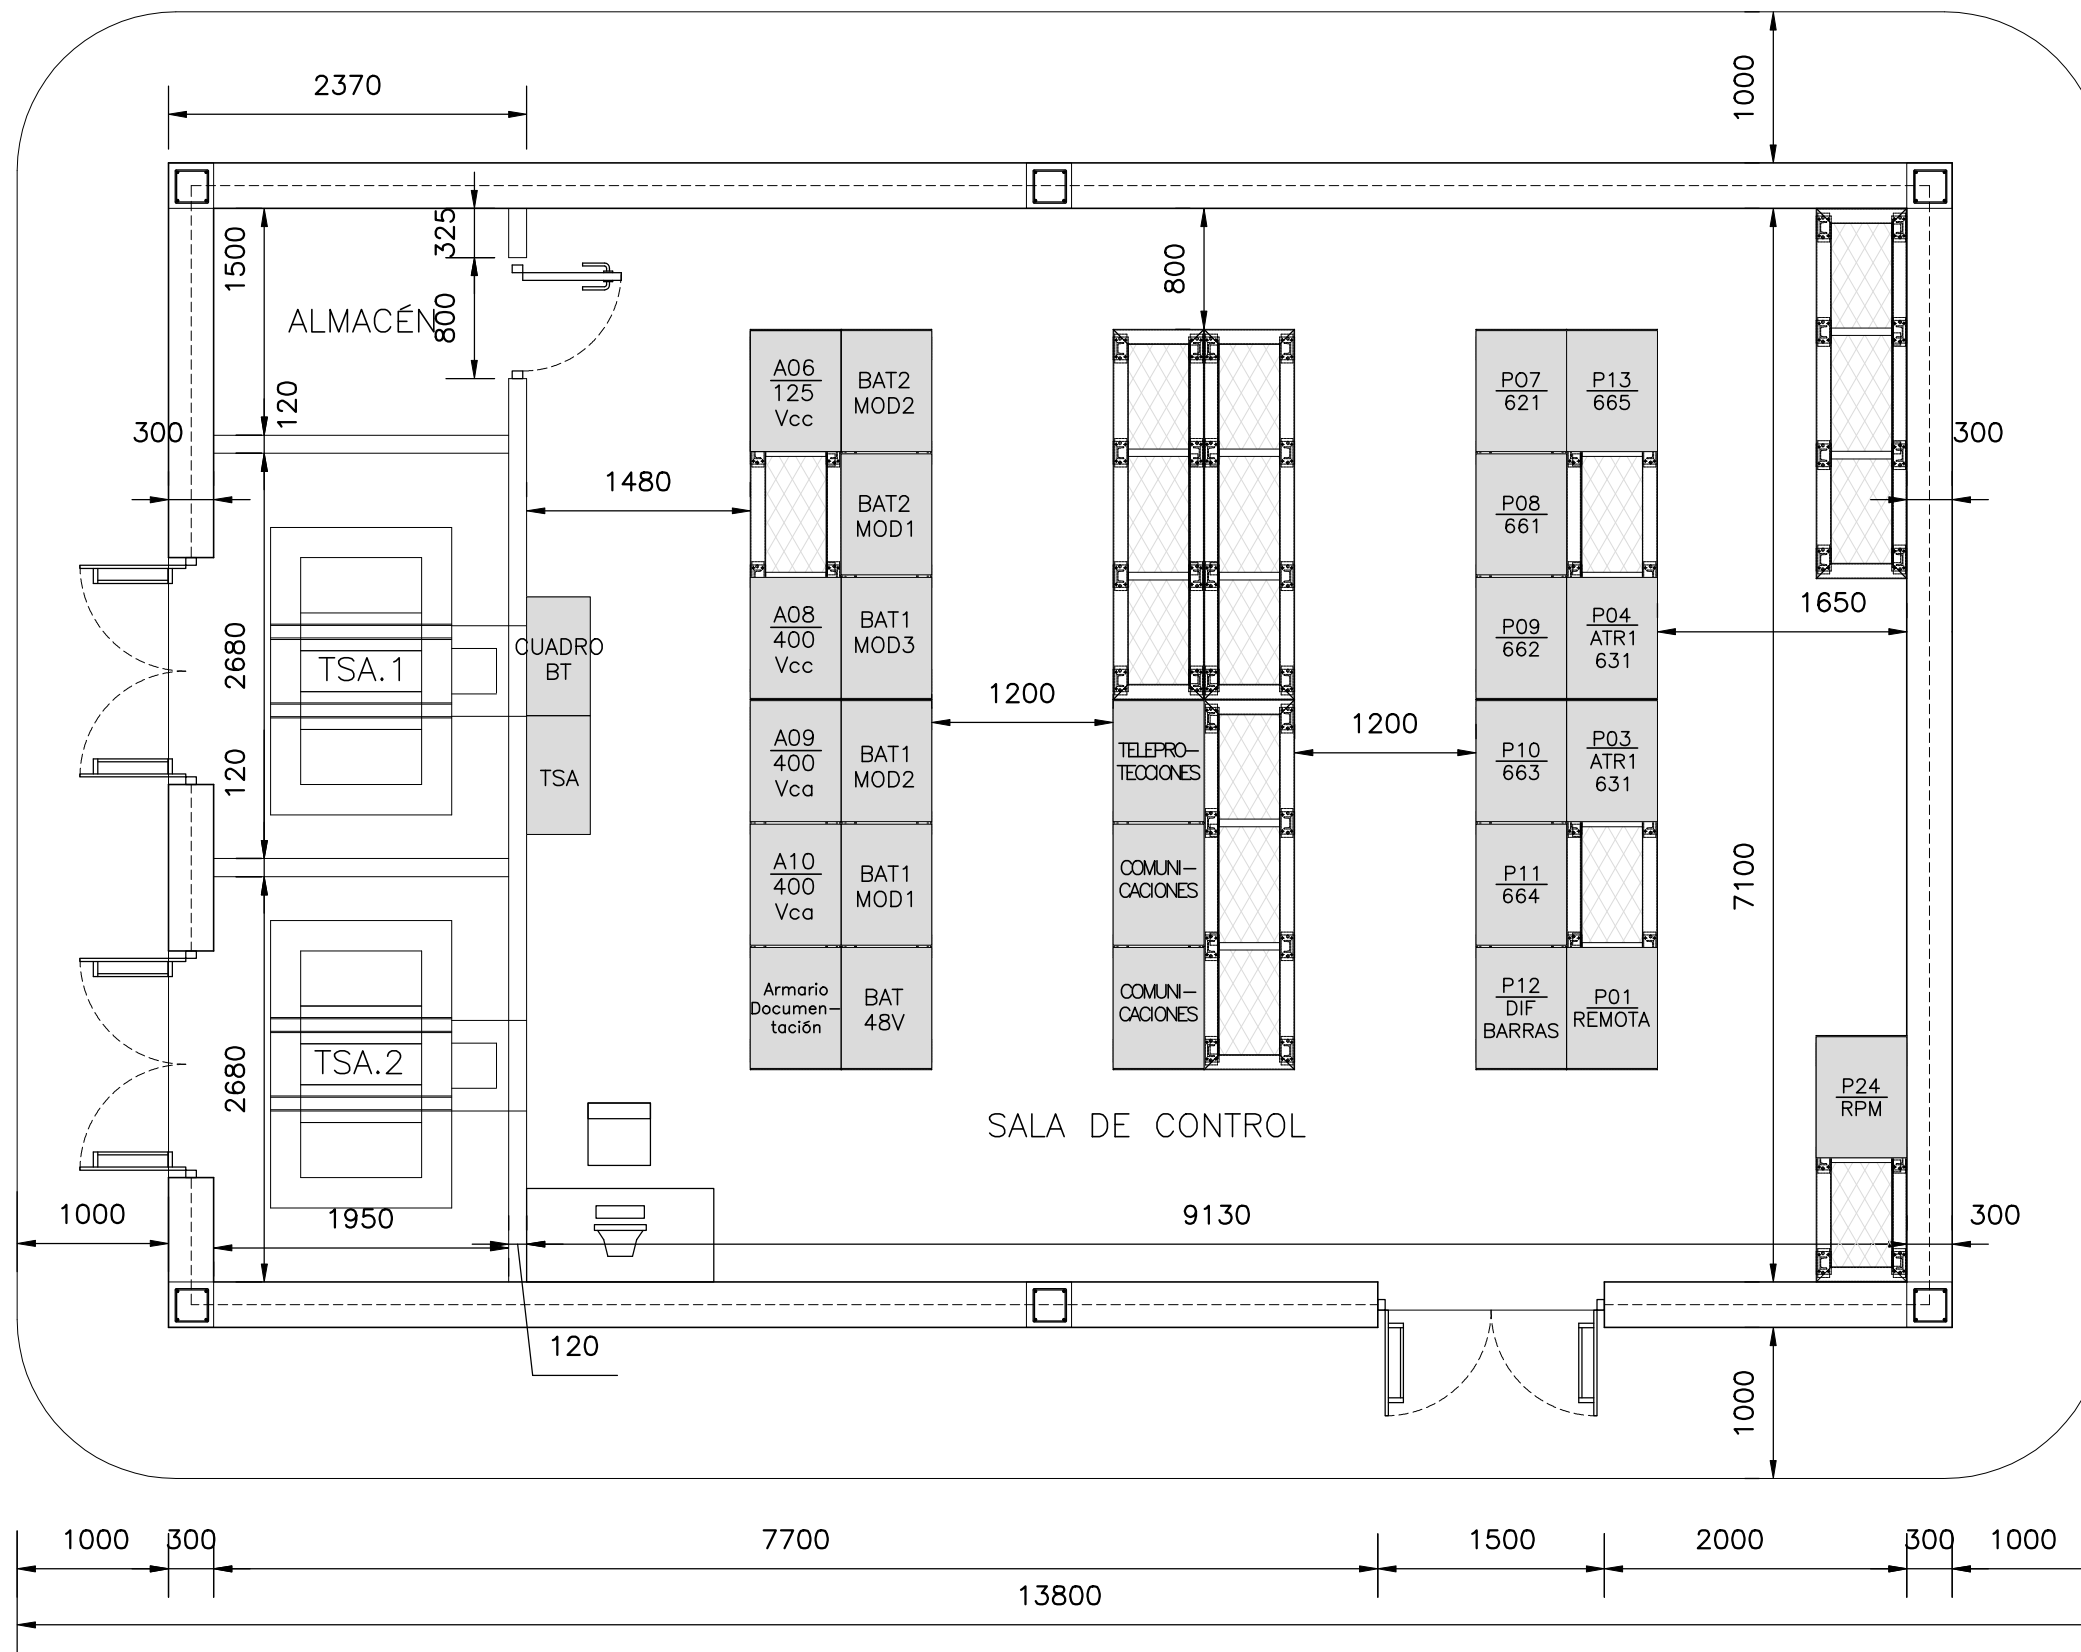 2370
1000
325
1500
800
800
ALMACÉN
120
300
300
A06
125
Vcc
BAT2
MOD2
P07
621
P13
665
1480
BAT2
MOD1
P08
661
1650
2680
TSA.1
CUADRO
BT
A08
400
Vcc
BAT1
MOD3
P09
662
P04
ATR1
631
1200
1200
120
TSA
A09
400
Vca
BAT1
MOD2
TELEPRO-
TECCIONES
P10
663
P03
ATR1
631
A10
400
Vca
BAT1
MOD1
COMUNI-
CACIONES
P11
664
7100
Armario
Documen-
tación
BAT
48V
COMUNI-
CACIONES
P12
DIF
BARRAS
P01
REMOTA
2680
TSA.2
P24
RPM
SALA DE CONTROL
1000
1950
9130
300
120
1000
1000
300
7700
1500
2000
300
1000
13800